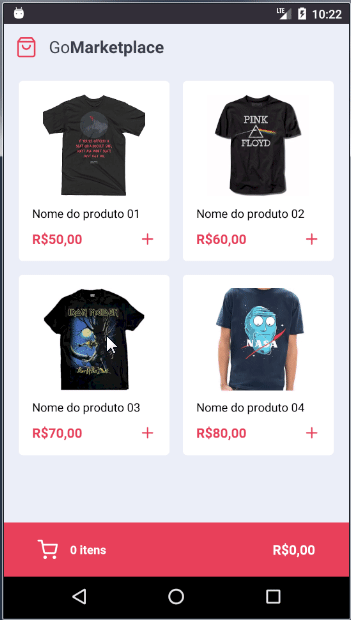 LTE 10:22
GoMarketplace
PINK
FLOYD
Nome do produto 01
Nome do produto 02
R$50,00 +
R$60,00 +
IRON MAIDEN
NASA
Nome do produto 03
Nome do produto 04
R$70,00 +
R$80,00 +
0 itens
R$0,00